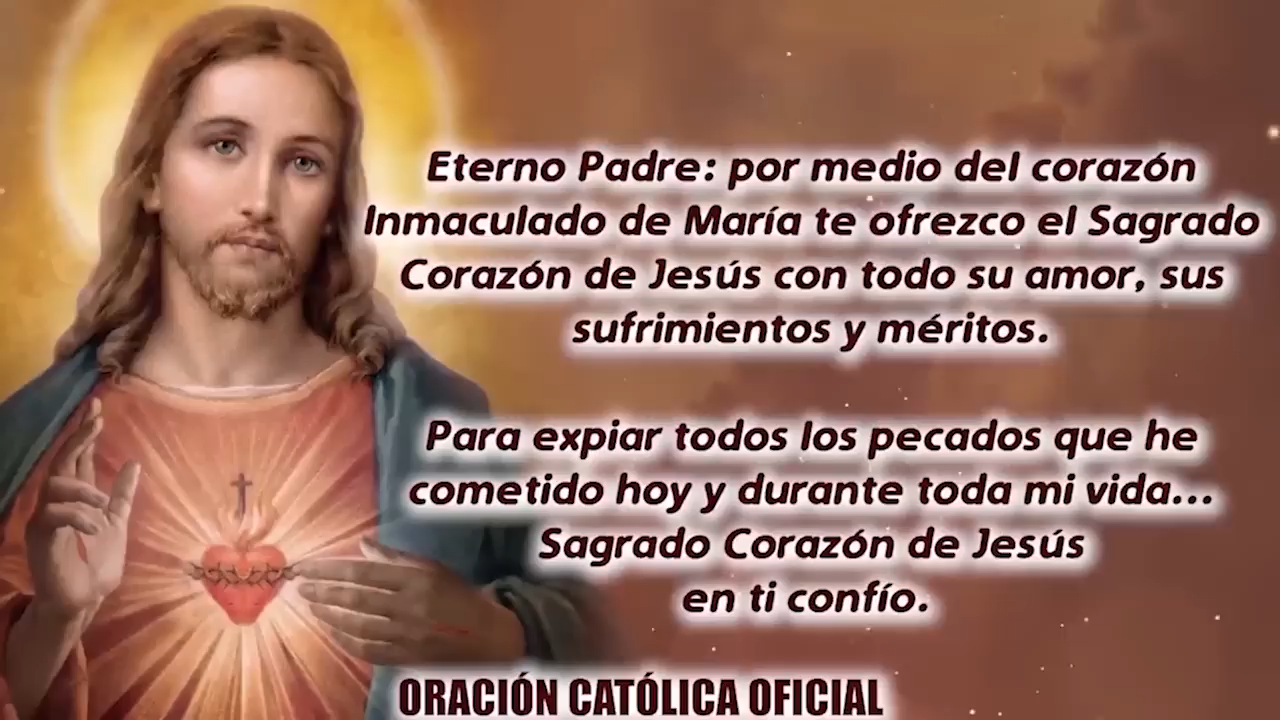 Eterno Padre: por medio del corazón
Inmaculado de María te ofrezco el Sagrado
Corazón de Jesús con todo su amor, sus
sufrimientos y méritos.
Para expiar todos los pecados que he
cometido hoy y durante toda mi vida...
Sagrado Corazón de Jesús
en ti confío.
ORACIÓN CATÓLICA OFICIAL